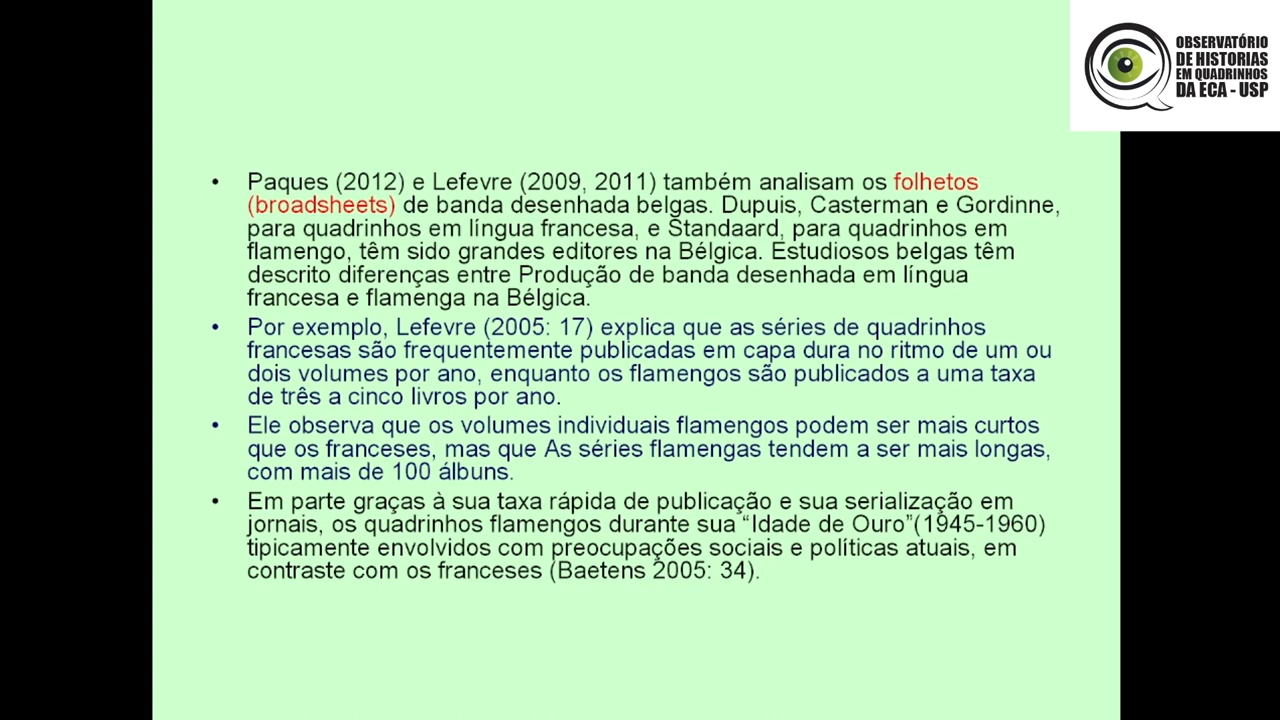 OBSERVATÓRIO
DE HISTORIAS
EM QUADRINHOS
DA ECA - USP
• Paques (2012) e Lefevre (2009, 2011) também analisam os folhetos
(broadsheets) de banda desenhada belgas. Dupuis, Casterman e Gordinne,
para quadrinhos em língua francesa, e Standaard, para quadrinhos em
flamengo, têm sido grandes editores na Bélgica. Estudiosos belgas têm
descrito diferenças entre Produção de banda desenhada em língua
francesa e flamenga na Bélgica.
• Por exemplo, Lefevre (2005: 17) explica que as séries de quadrinhos
francesas são frequentemente publicadas em capa dura no ritmo de um ou
dois volumes por ano, enquanto os flamengos são publicados a uma taxa
de três a cinco livros por ano.
• Ele observa que os volumes individuais flamengos podem ser mais curtos
que os franceses, mas que As séries flamengas tendem a ser mais longas,
com mais de 100 álbuns.
• Em parte graças à sua taxa rápida de publicação e sua serialização em
jornais, os quadrinhos flamengos durante sua “Idade de Ouro”(1945-1960)
tipicamente envolvidos com preocupações sociais e políticas atuais, em
contraste com os franceses (Baetens 2005: 34).